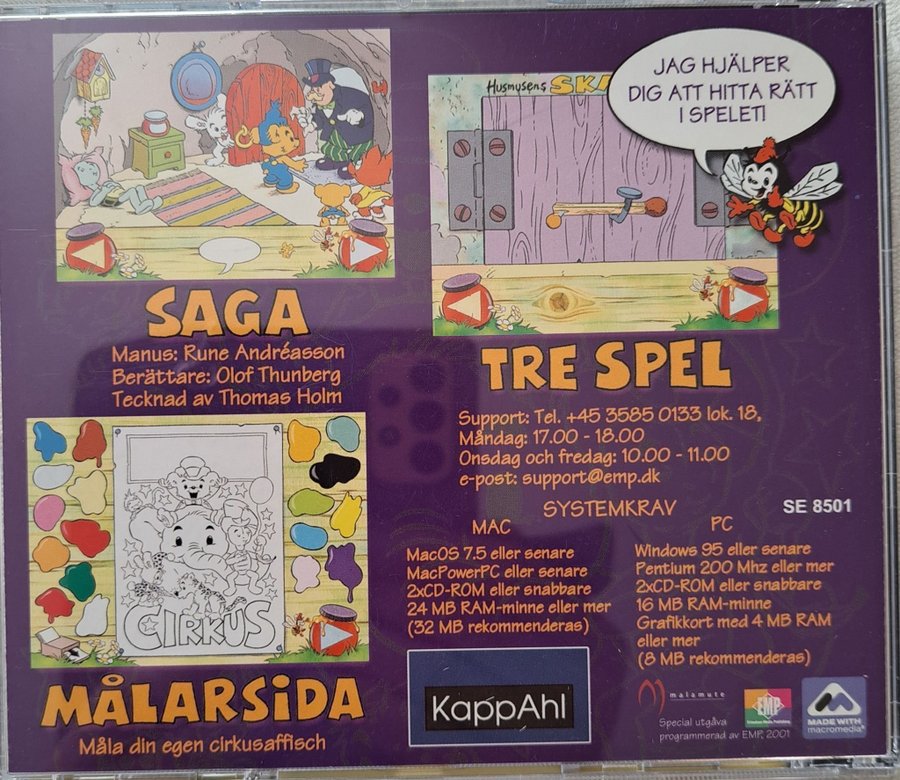 SAGA
Manus: Rune Andréasson
Berättare: Olof Thunberg
Tecknad av Thomas Holm
CIRKUS
MÅLARSIDA
Måla din egen cirkusaffisch
Husmusens SKA
JAG HJÄLPER
DIG ATT HITTA RÄTT
I SPELET!
TRE SPEL
Support: Tel. +45 3585 0133 lok. 18,
Måndag: 17.00 - 18.00
Onsdag och fredag: 10.00 - 11.00
e-post: support@emp.dk
SYSTEMKRAV
SE 8501
MAC
MacOS 7.5 eller senare
MacPowerPC eller senare
2xCD-ROM eller snabbare
24 MB RAM-minne eller mer
(32 MB rekommenderas)
PC
Windows 95 eller senare
Pentium 200 Mhz eller mer
2xCD-ROM eller snabbare
16 MB RAM-minne
Grafikkort med 4 MB RAM
eller mer
(8 MB rekommenderas)
KappAhl
malamute
EMP
Special utgåva
programmerad av EMP, 2001
MADE WITH
macromedia®